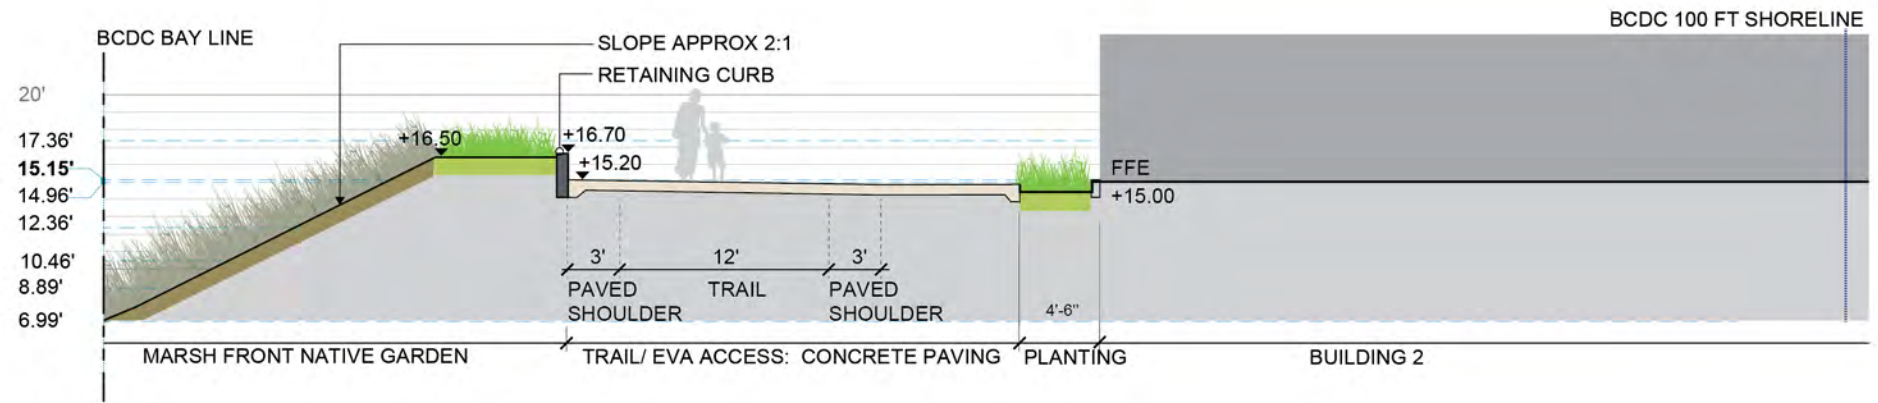 BCDC 100 FT SHORELINE
BCDC BAY LINE
SLOPE APPROX 2:1
RETAINING CURB
20'
17.36'
15.15'
14.96'
12.36'
10.46'
8.89'
6.99'
+16.50
+16.70
+15.20
FFE
+15.00
3'
12'
3'
PAVED
SHOULDER
TRAIL
PAVED
SHOULDER
4'-6"
MARSH FRONT NATIVE GARDEN
TRAIL/ EVA ACCESS: CONCRETE PAVING
PLANTING
BUILDING 2